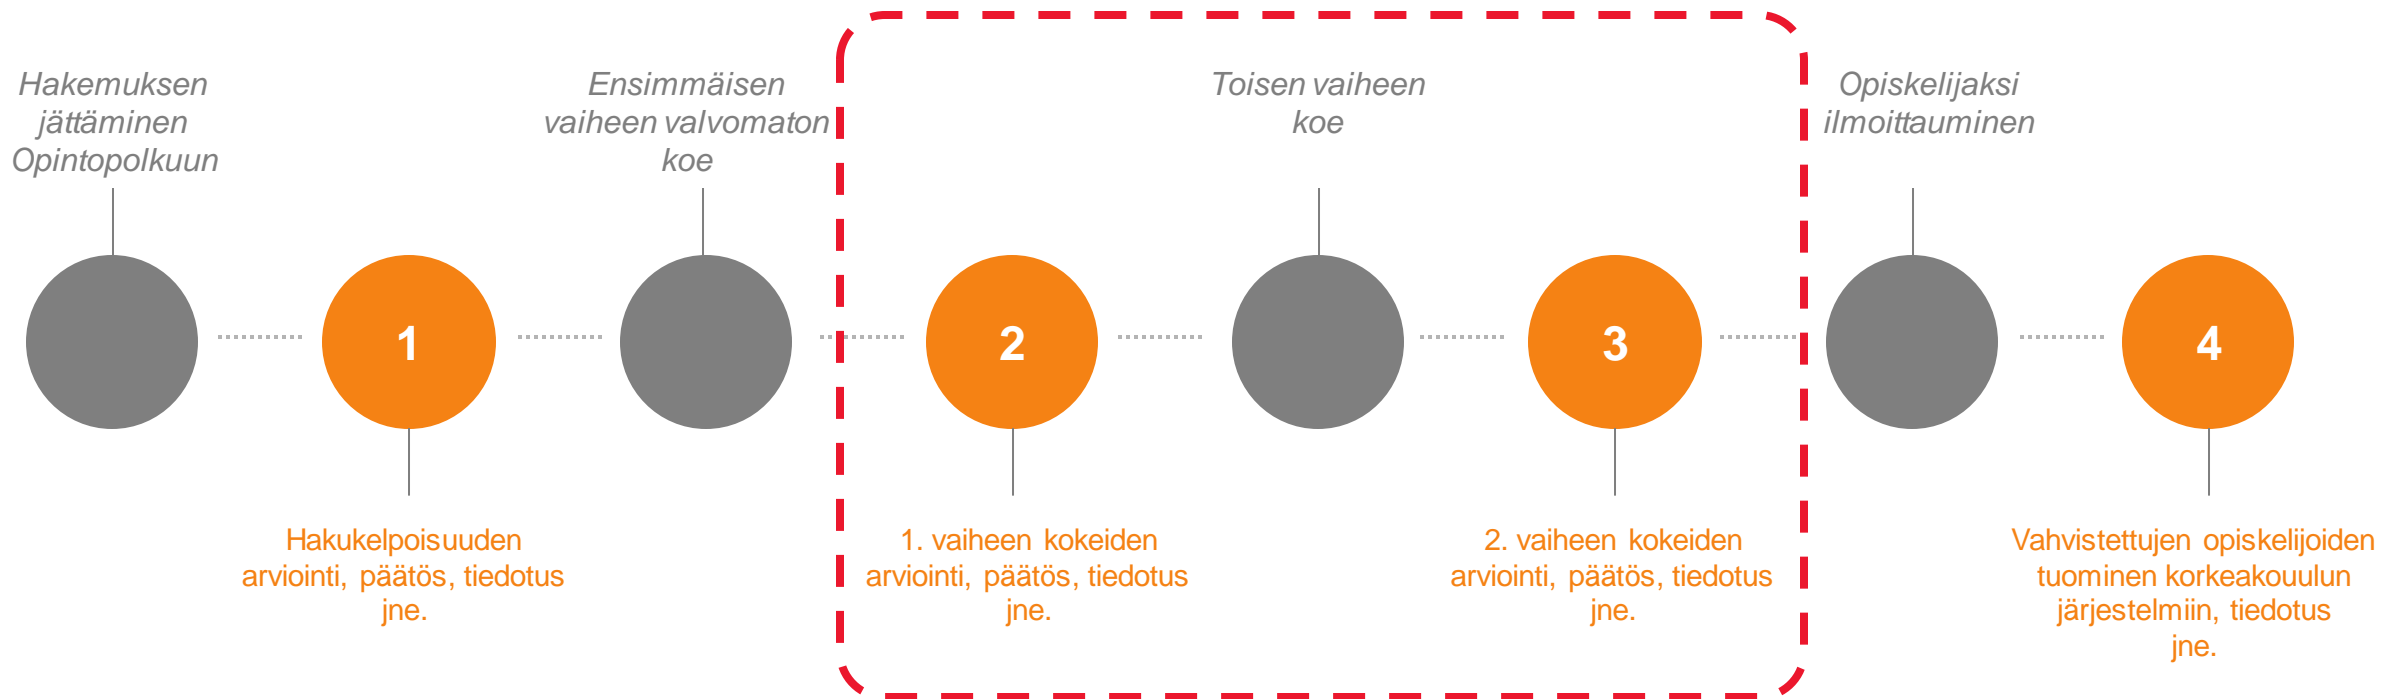 Hakemuksen
jättäminen
Opintopolkuun
Ensimmäisen
vaiheen valvomaton
koe
Toisen vaiheen
koe
Opiskelijaksi
ilmoittauminen
1
2
3
4
Hakukelpoisuuden
arviointi, päätös, tiedotus
jne.
1. vaiheen kokeiden
arviointi, päätös, tiedotus
jne.
2. vaiheen kokeiden
arviointi, päätös, tiedotus
jne.
Vahvistettujen opiskelijoiden
tuominen korkeakouulun
järjestelmiin, tiedotus
jne.